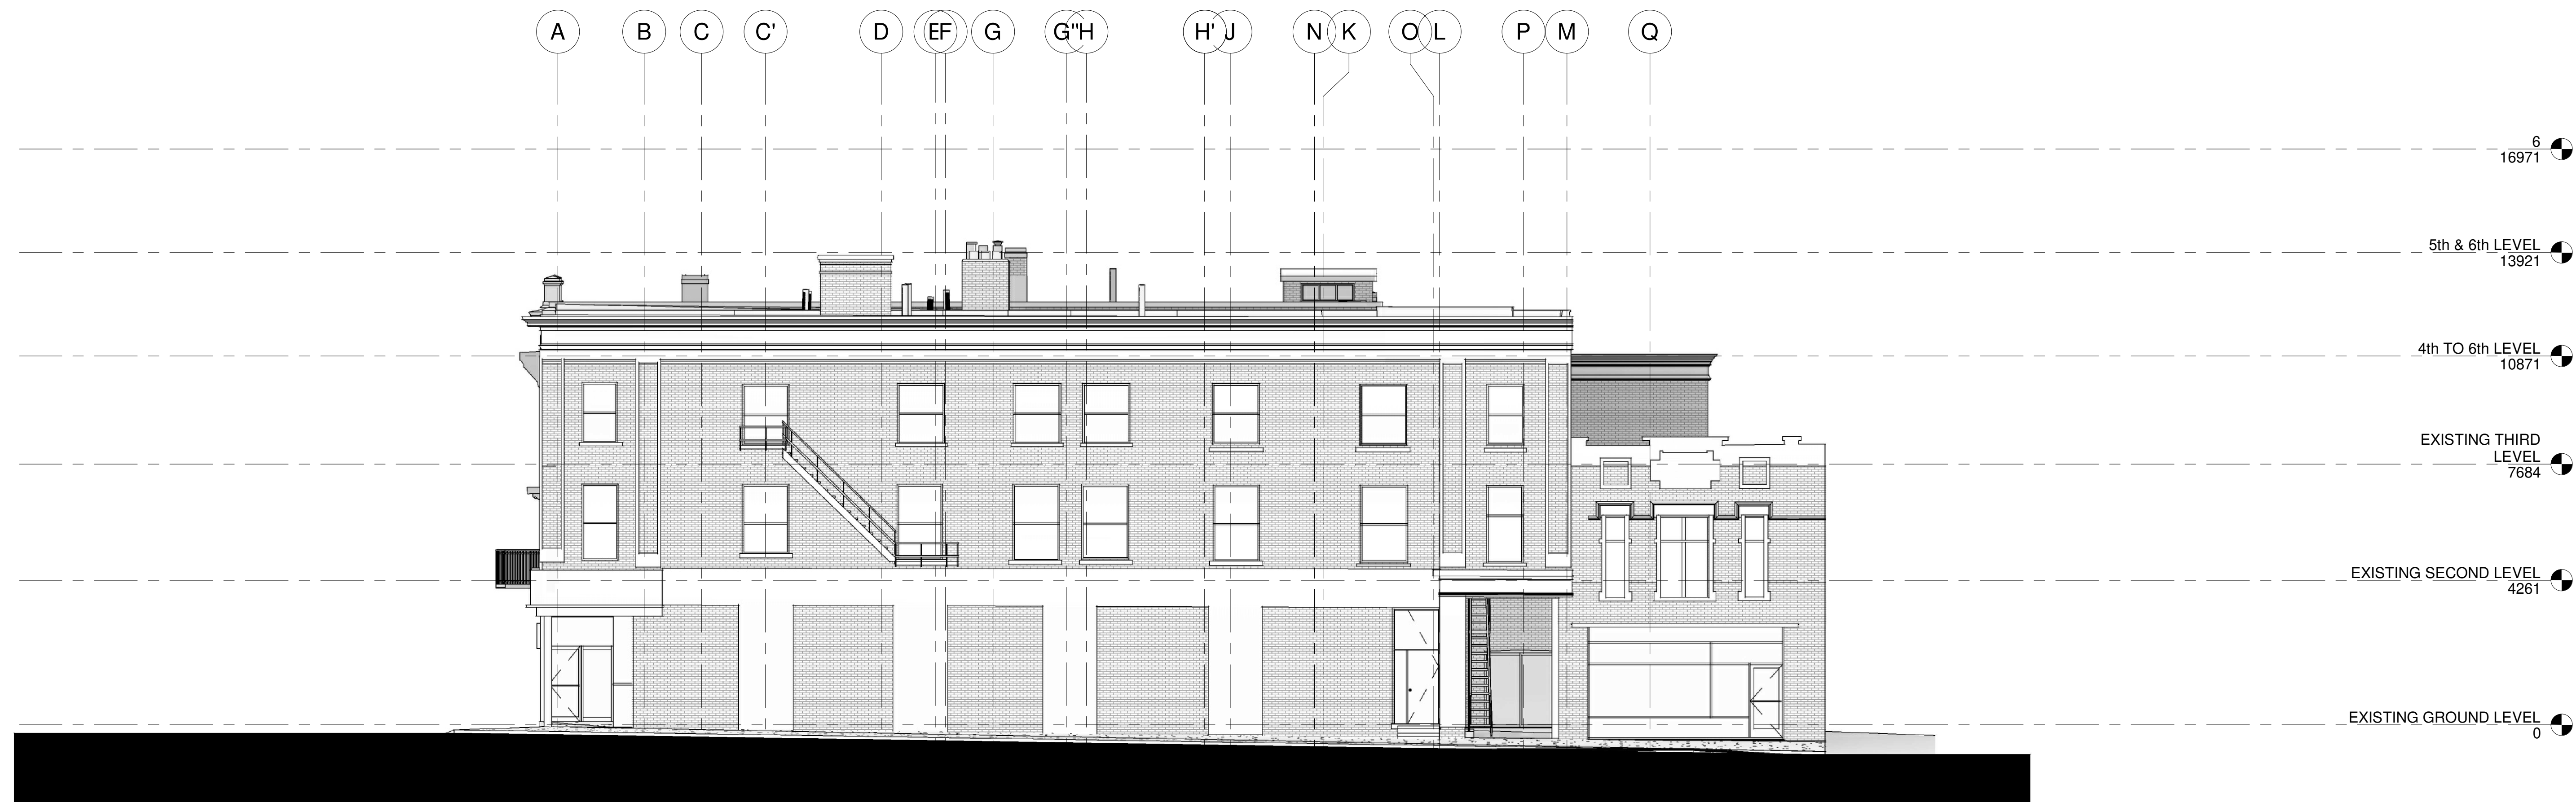 A B C C' D E F G G" H H' J N K O L P M Q
6
16971
5th & 6th LEVEL
13921
4th TO 6th LEVEL
10871
EXISTING THIRD
LEVEL
7684
EXISTING SECOND LEVEL
4261
EXISTING GROUND LEVEL
0